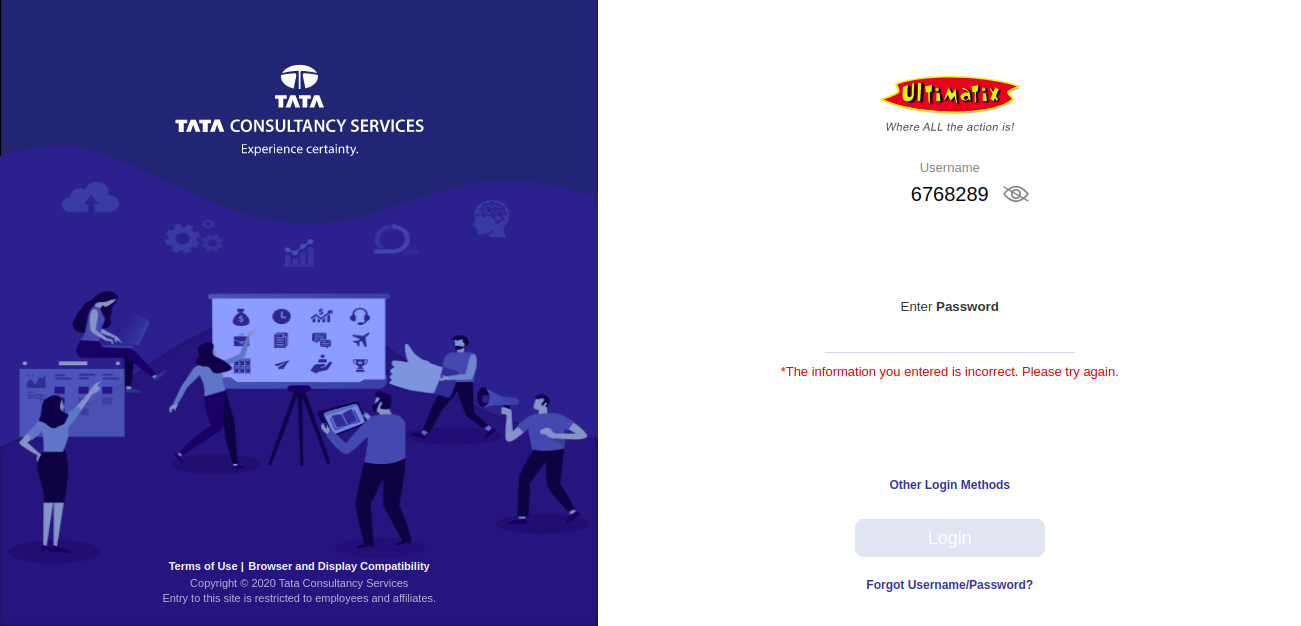 TATA
TATA CONSULTANCY SERVICES
Experience certainty.
Terms of Use | Browser and Display Compatibility
Copyright © 2020 Tata Consultancy Services
Entry to this site is restricted to employees and affiliates.
UlTiMaTiX
Where ALL the action is!
Username
6768289
Enter Password
*The information you entered is incorrect. Please try again.
Other Login Methods
Login
Forgot Username/Password?